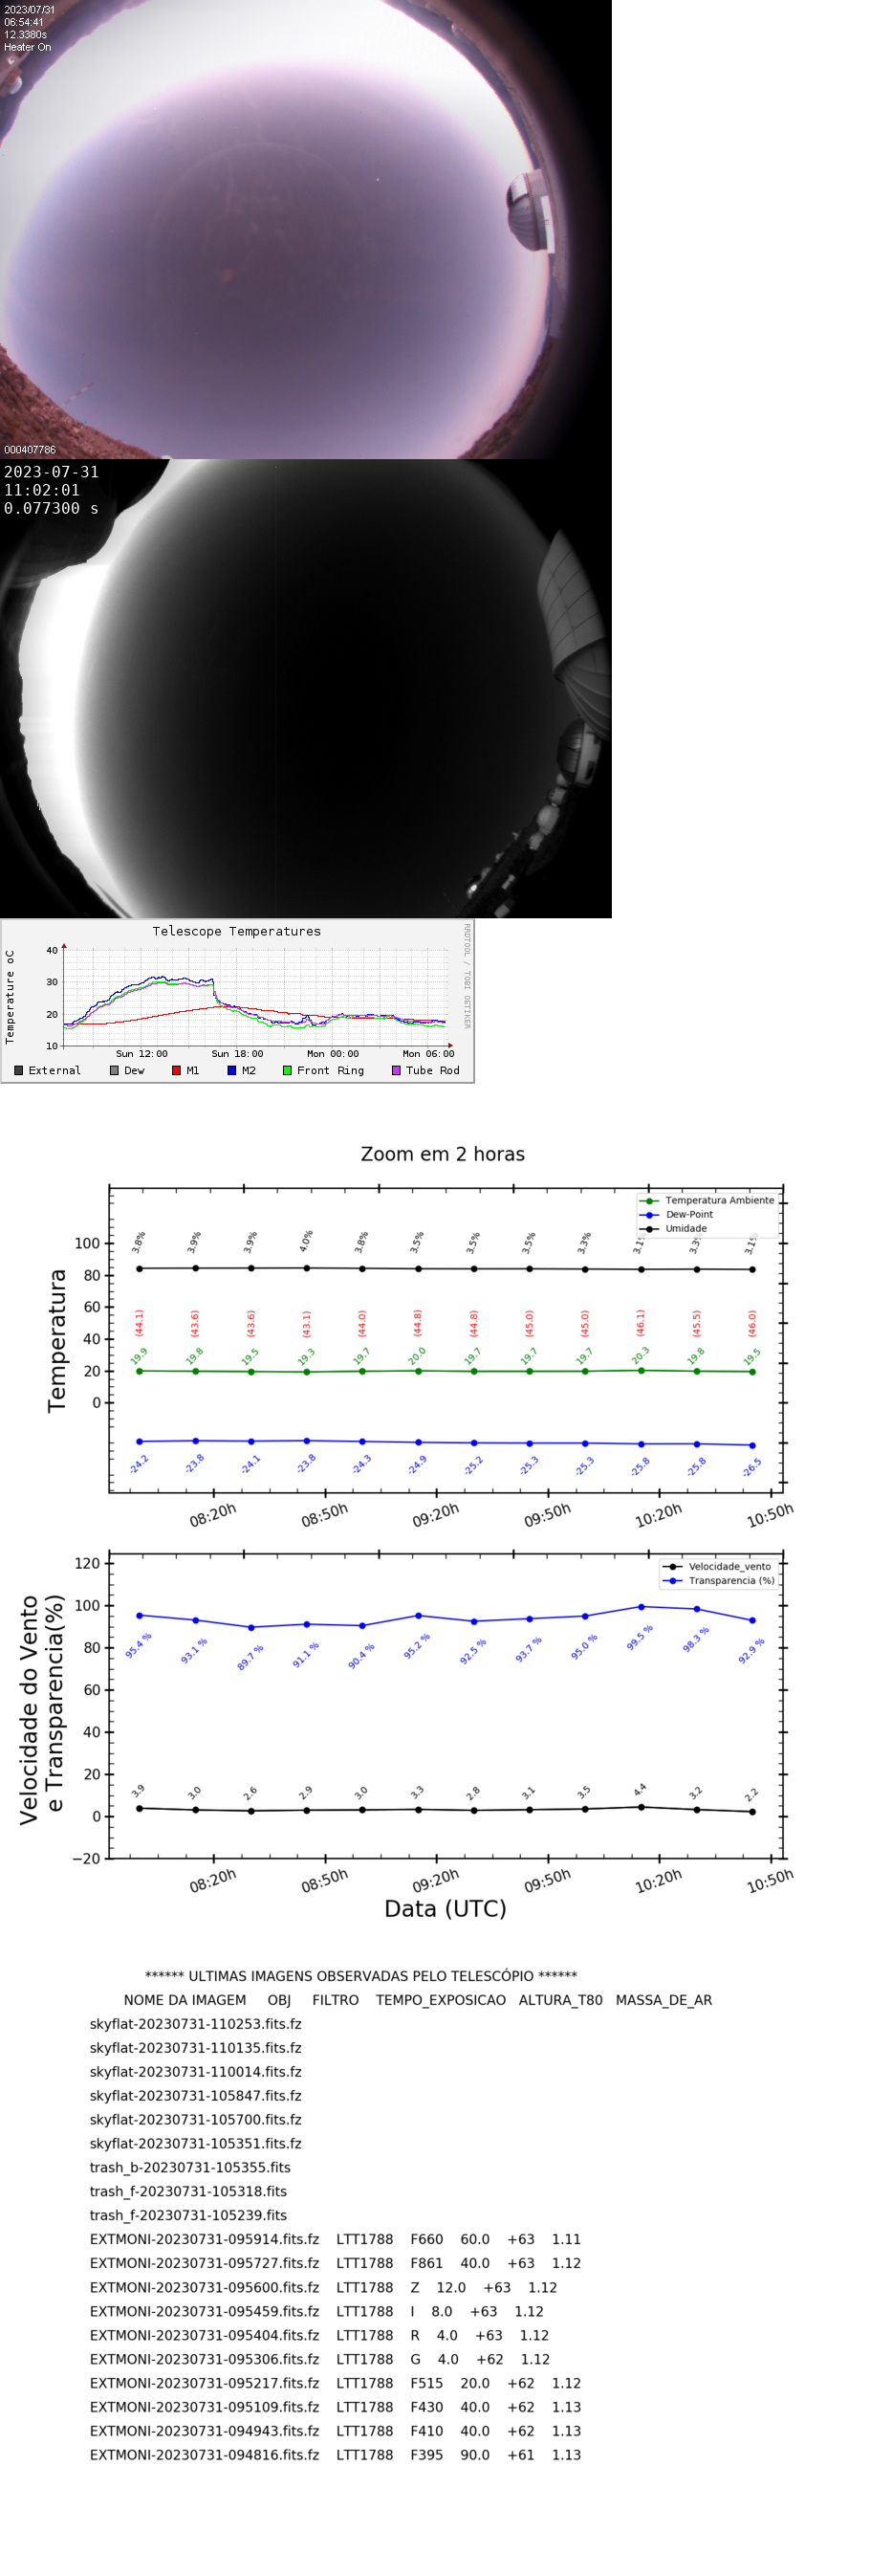 2023/07/31
06:54:41
12.3380s
Heater On
000407786
2023-07-31
11:02:01
0.077300 s
Telescope Temperatures
RRDTOOL / TOBI OETIKER
Temperature oC
40
30
20
10
Sun 12:00 Sun 18:00 Mon 00:00 Mon 06:00
External Dew M1 M2 Front Ring Tube Rod
Zoom em 2 horas
Temperatura Ambiente
Dew-Point
Umidade
Temperatura
100
80
60
40
20
0
3.8% 3.9% 3.9% 4.0% 3.8% 3.5% 3.5% 3.5% 3.3% 3.1% 3.3% 3.1%
(44.1) (43.6) (43.6) (43.1) (44.0) (44.8) (44.8) (45.0) (45.0) (46.1) (45.5) (46.0)
19.9 19.8 19.5 19.3 19.7 20.0 19.7 19.7 19.7 20.3 19.8 19.5
-24.2 -23.8 -24.1 -23.8 -24.3 -24.9 -25.2 -25.3 -25.3 -25.8 -25.8 -26.5
08:20h 08:50h 09:20h 09:50h 10:20h 10:50h
Velocidade_vento
Transparencia (%)
Velocidade do Vento
e Transparencia(%)
120
100
80
60
40
20
0
−20
95.4 % 93.1 % 89.7 % 91.1 % 90.4 % 95.2 % 92.5 % 93.7 % 95.0 % 99.5 % 98.3 % 92.9 %
3.9 3.0 2.6 2.9 3.0 3.3 2.8 3.1 3.5 4.4 3.2 2.2
08:20h 08:50h 09:20h 09:50h 10:20h 10:50h
Data (UTC)
****** ULTIMAS IMAGENS OBSERVADAS PELO TELESCÓPIO ******
NOME DA IMAGEM OBJ FILTRO TEMPO_EXPOSICAO ALTURA_T80 MASSA_DE_AR
skyflat-20230731-110253.fits.fz
skyflat-20230731-110135.fits.fz
skyflat-20230731-110014.fits.fz
skyflat-20230731-105847.fits.fz
skyflat-20230731-105700.fits.fz
skyflat-20230731-105351.fits.fz
trash_b-20230731-105355.fits
trash_f-20230731-105318.fits
trash_f-20230731-105239.fits
EXTMONI-20230731-095914.fits.fz LTT1788 F660 60.0 +63 1.11
EXTMONI-20230731-095727.fits.fz LTT1788 F861 40.0 +63 1.12
EXTMONI-20230731-095600.fits.fz LTT1788 Z 12.0 +63 1.12
EXTMONI-20230731-095459.fits.fz LTT1788 I 8.0 +63 1.12
EXTMONI-20230731-095404.fits.fz LTT1788 R 4.0 +63 1.12
EXTMONI-20230731-095306.fits.fz LTT1788 G 4.0 +62 1.12
EXTMONI-20230731-095217.fits.fz LTT1788 F515 20.0 +62 1.12
EXTMONI-20230731-095109.fits.fz LTT1788 F430 40.0 +62 1.13
EXTMONI-20230731-094943.fits.fz LTT1788 F410 40.0 +62 1.13
EXTMONI-20230731-094816.fits.fz LTT1788 F395 90.0 +61 1.13